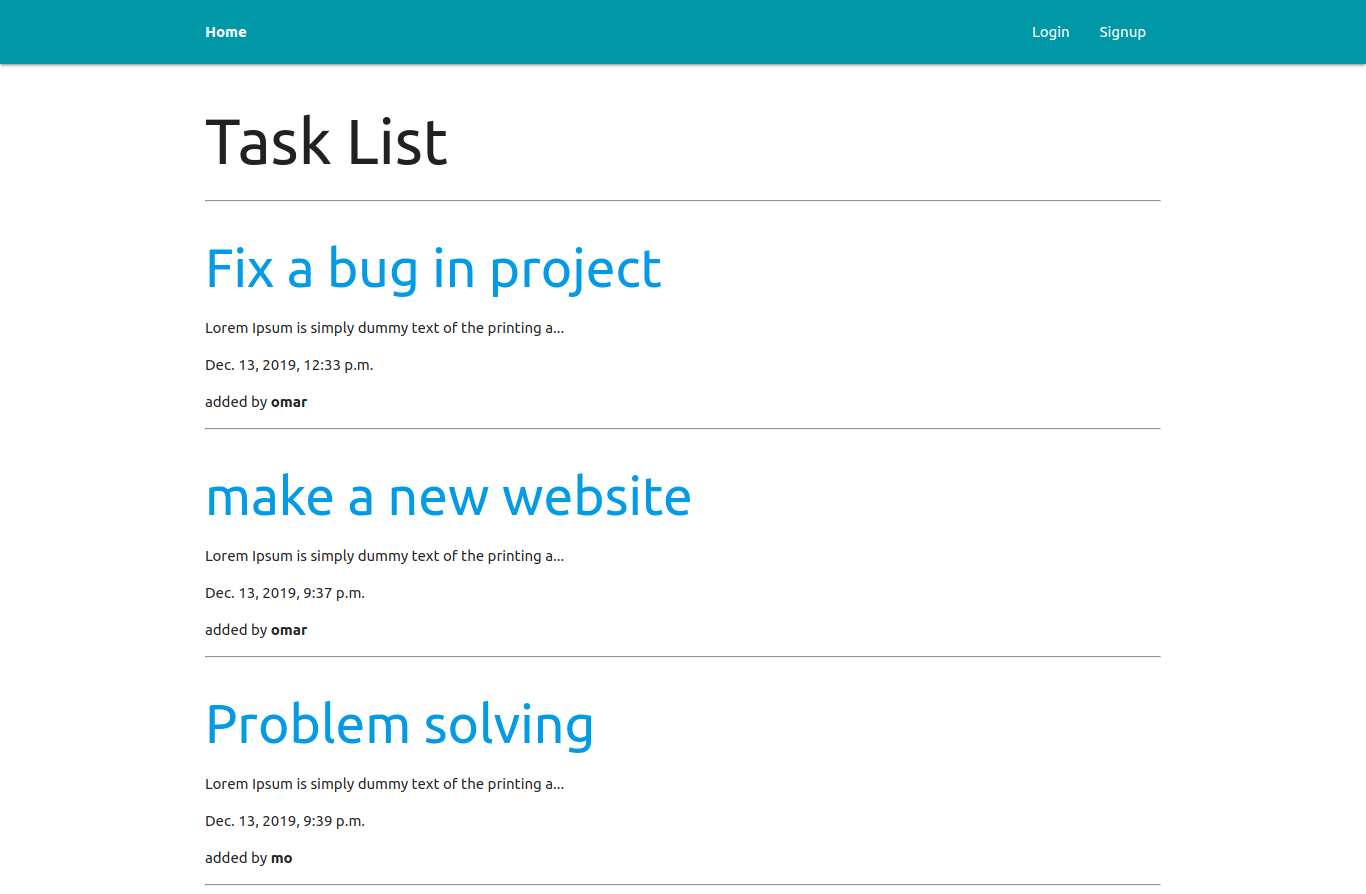 Home Login Signup
Task List
Fix a bug in project
Lorem Ipsum is simply dummy text of the printing a...
Dec. 13, 2019, 12:33 p.m.
added by omar
make a new website
Lorem Ipsum is simply dummy text of the printing a...
Dec. 13, 2019, 9:37 p.m.
added by omar
Problem solving
Lorem Ipsum is simply dummy text of the printing a...
Dec. 13, 2019, 9:39 p.m.
added by mo